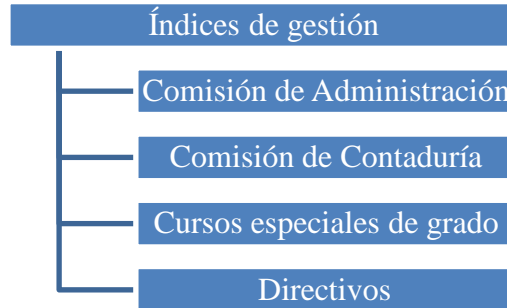 Índices de gestión
Comisión de Administración
Comisión de Contaduría
Cursos especiales de grado
Directivos